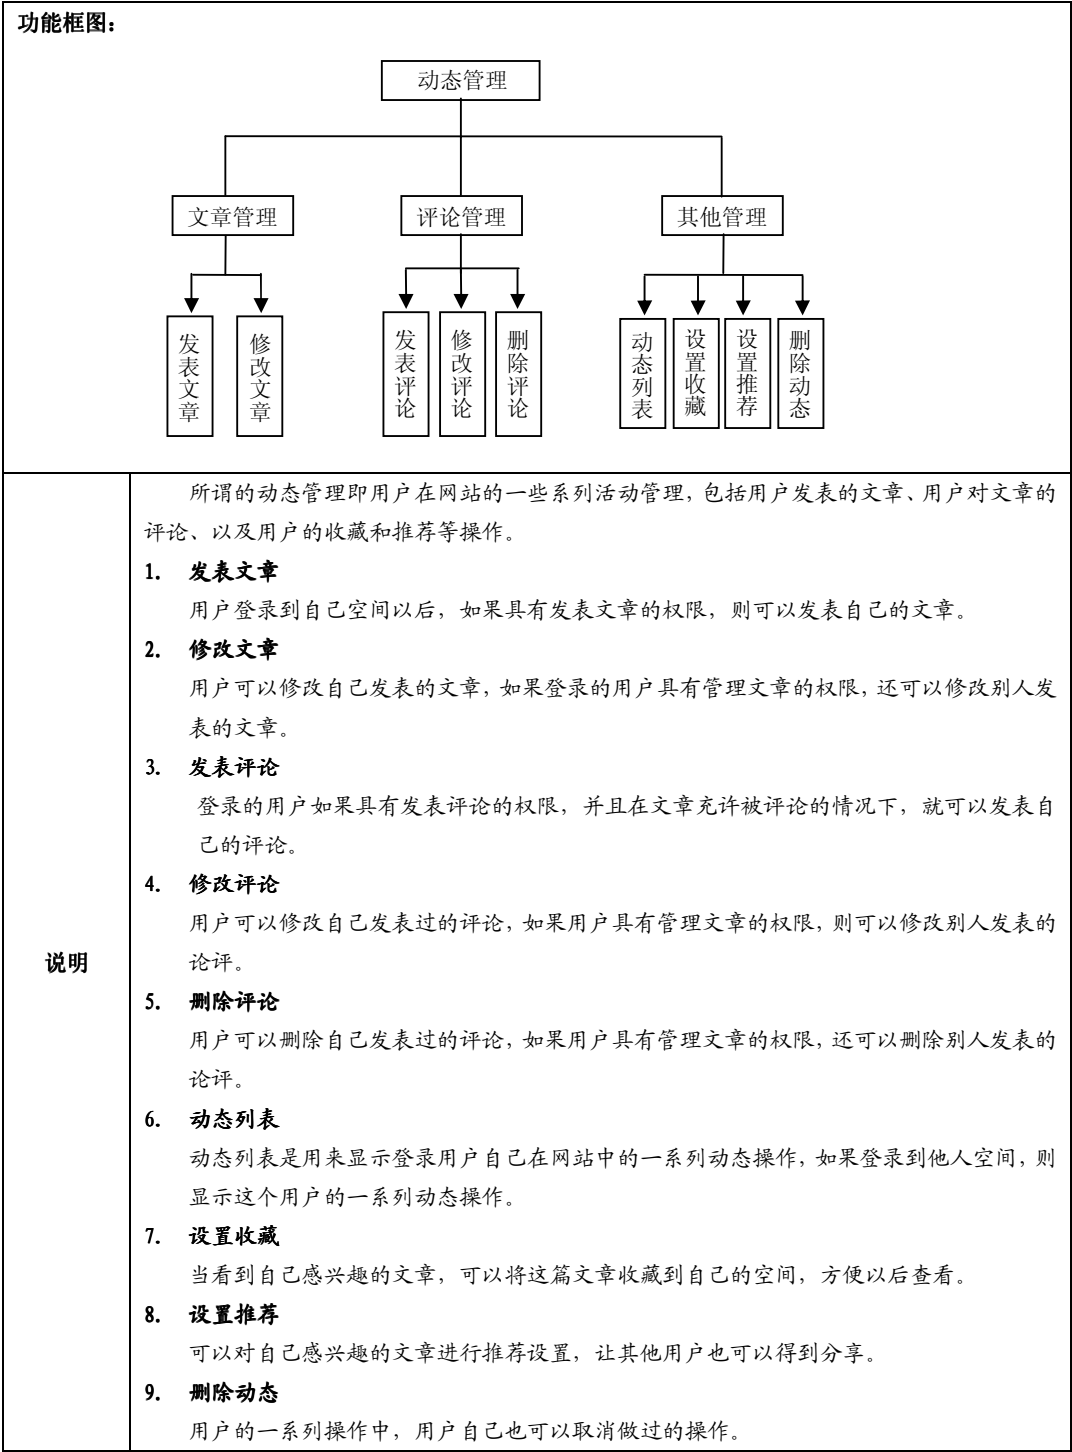 功能框图：
动态管理
文章管理
评论管理
其他管理
发表文章
修改文章
发表评论
修改评论
删除评论
动态列表
设置收藏
设置推荐
删除动态
说明
所谓的动态管理即用户在网站的一些系列活动管理，包括用户发表的文章、用户对文章的
评论、以及用户的收藏和推荐等操作。
1. 发表文章
用户登录到自己空间以后，如果具有发表文章的权限，则可以发表自己的文章。
2. 修改文章
用户可以修改自己发表的文章，如果登录的用户具有管理文章的权限，还可以修改别人发
表的文章。
3. 发表评论
登录的用户如果具有发表评论的权限，并且在文章充许被评论的情况下，就可以发表自
己的评论。
4. 修改评论
用户可以修改自己发表过的评论，如果用户具有管理文章的权限，则可以修改别人发表的
论评。
5. 删除评论
用户可以删除自己发表过的评论，如果用户具有管理文章的权限，还可以删除别人发表的
论评。
6. 动态列表
动态列表是用来显示登录用户自己在网站中的一系列动态操作，如果登录到他人空间，则
显示这个用户的一系列动态操作。
7. 设置收藏
当看到自己感兴趣的文章，可以将这篇文章收藏到自己的空间，方便以后查看。
8. 设置推荐
可以对自己感兴趣的文章进行推荐设置，让其他用户也可以得到分享。
9. 删除动态
用户的一系列操作中，用户自己也可以取消做过的操作。